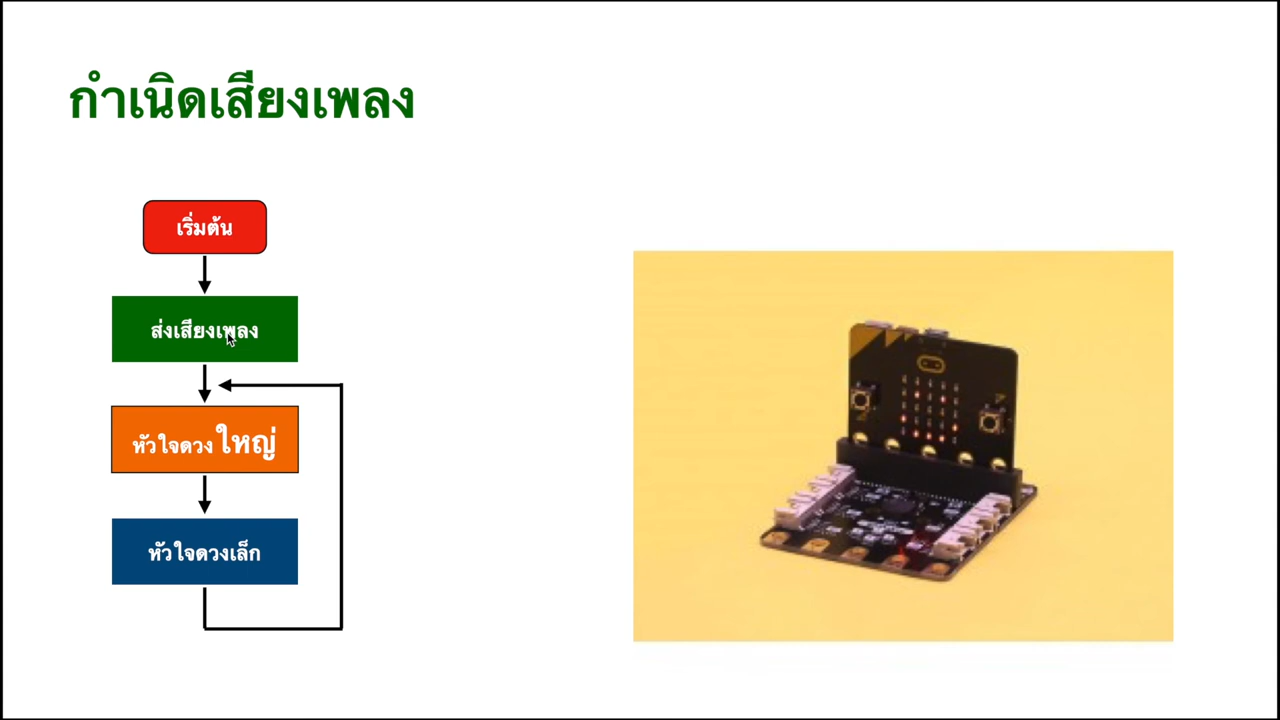 กำเนิดเสียงเพลง
เริ่มต้น
ส่งเสียงเพลง
หัวใจดวงใหญ่
หัวใจดวงเล็ก